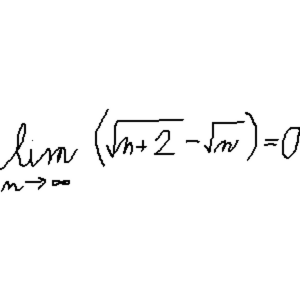 lim (√n+2 - √n) = 0
n→∞